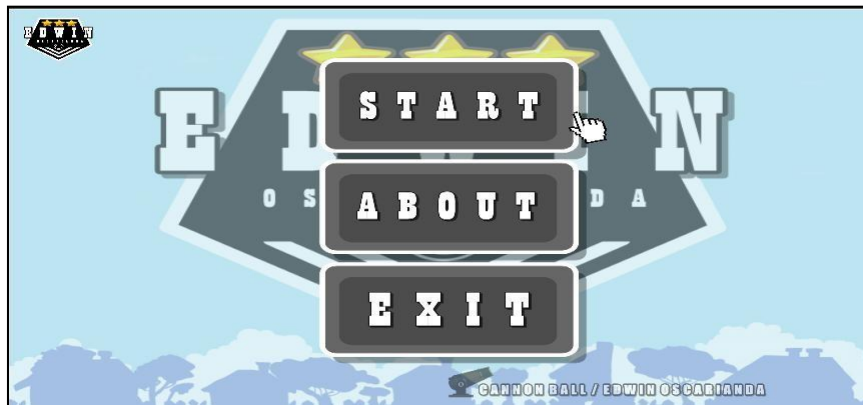 EDWIN
START
ABOUT
EXIT
CANNON BALL / EDWIN OSCARIANDA